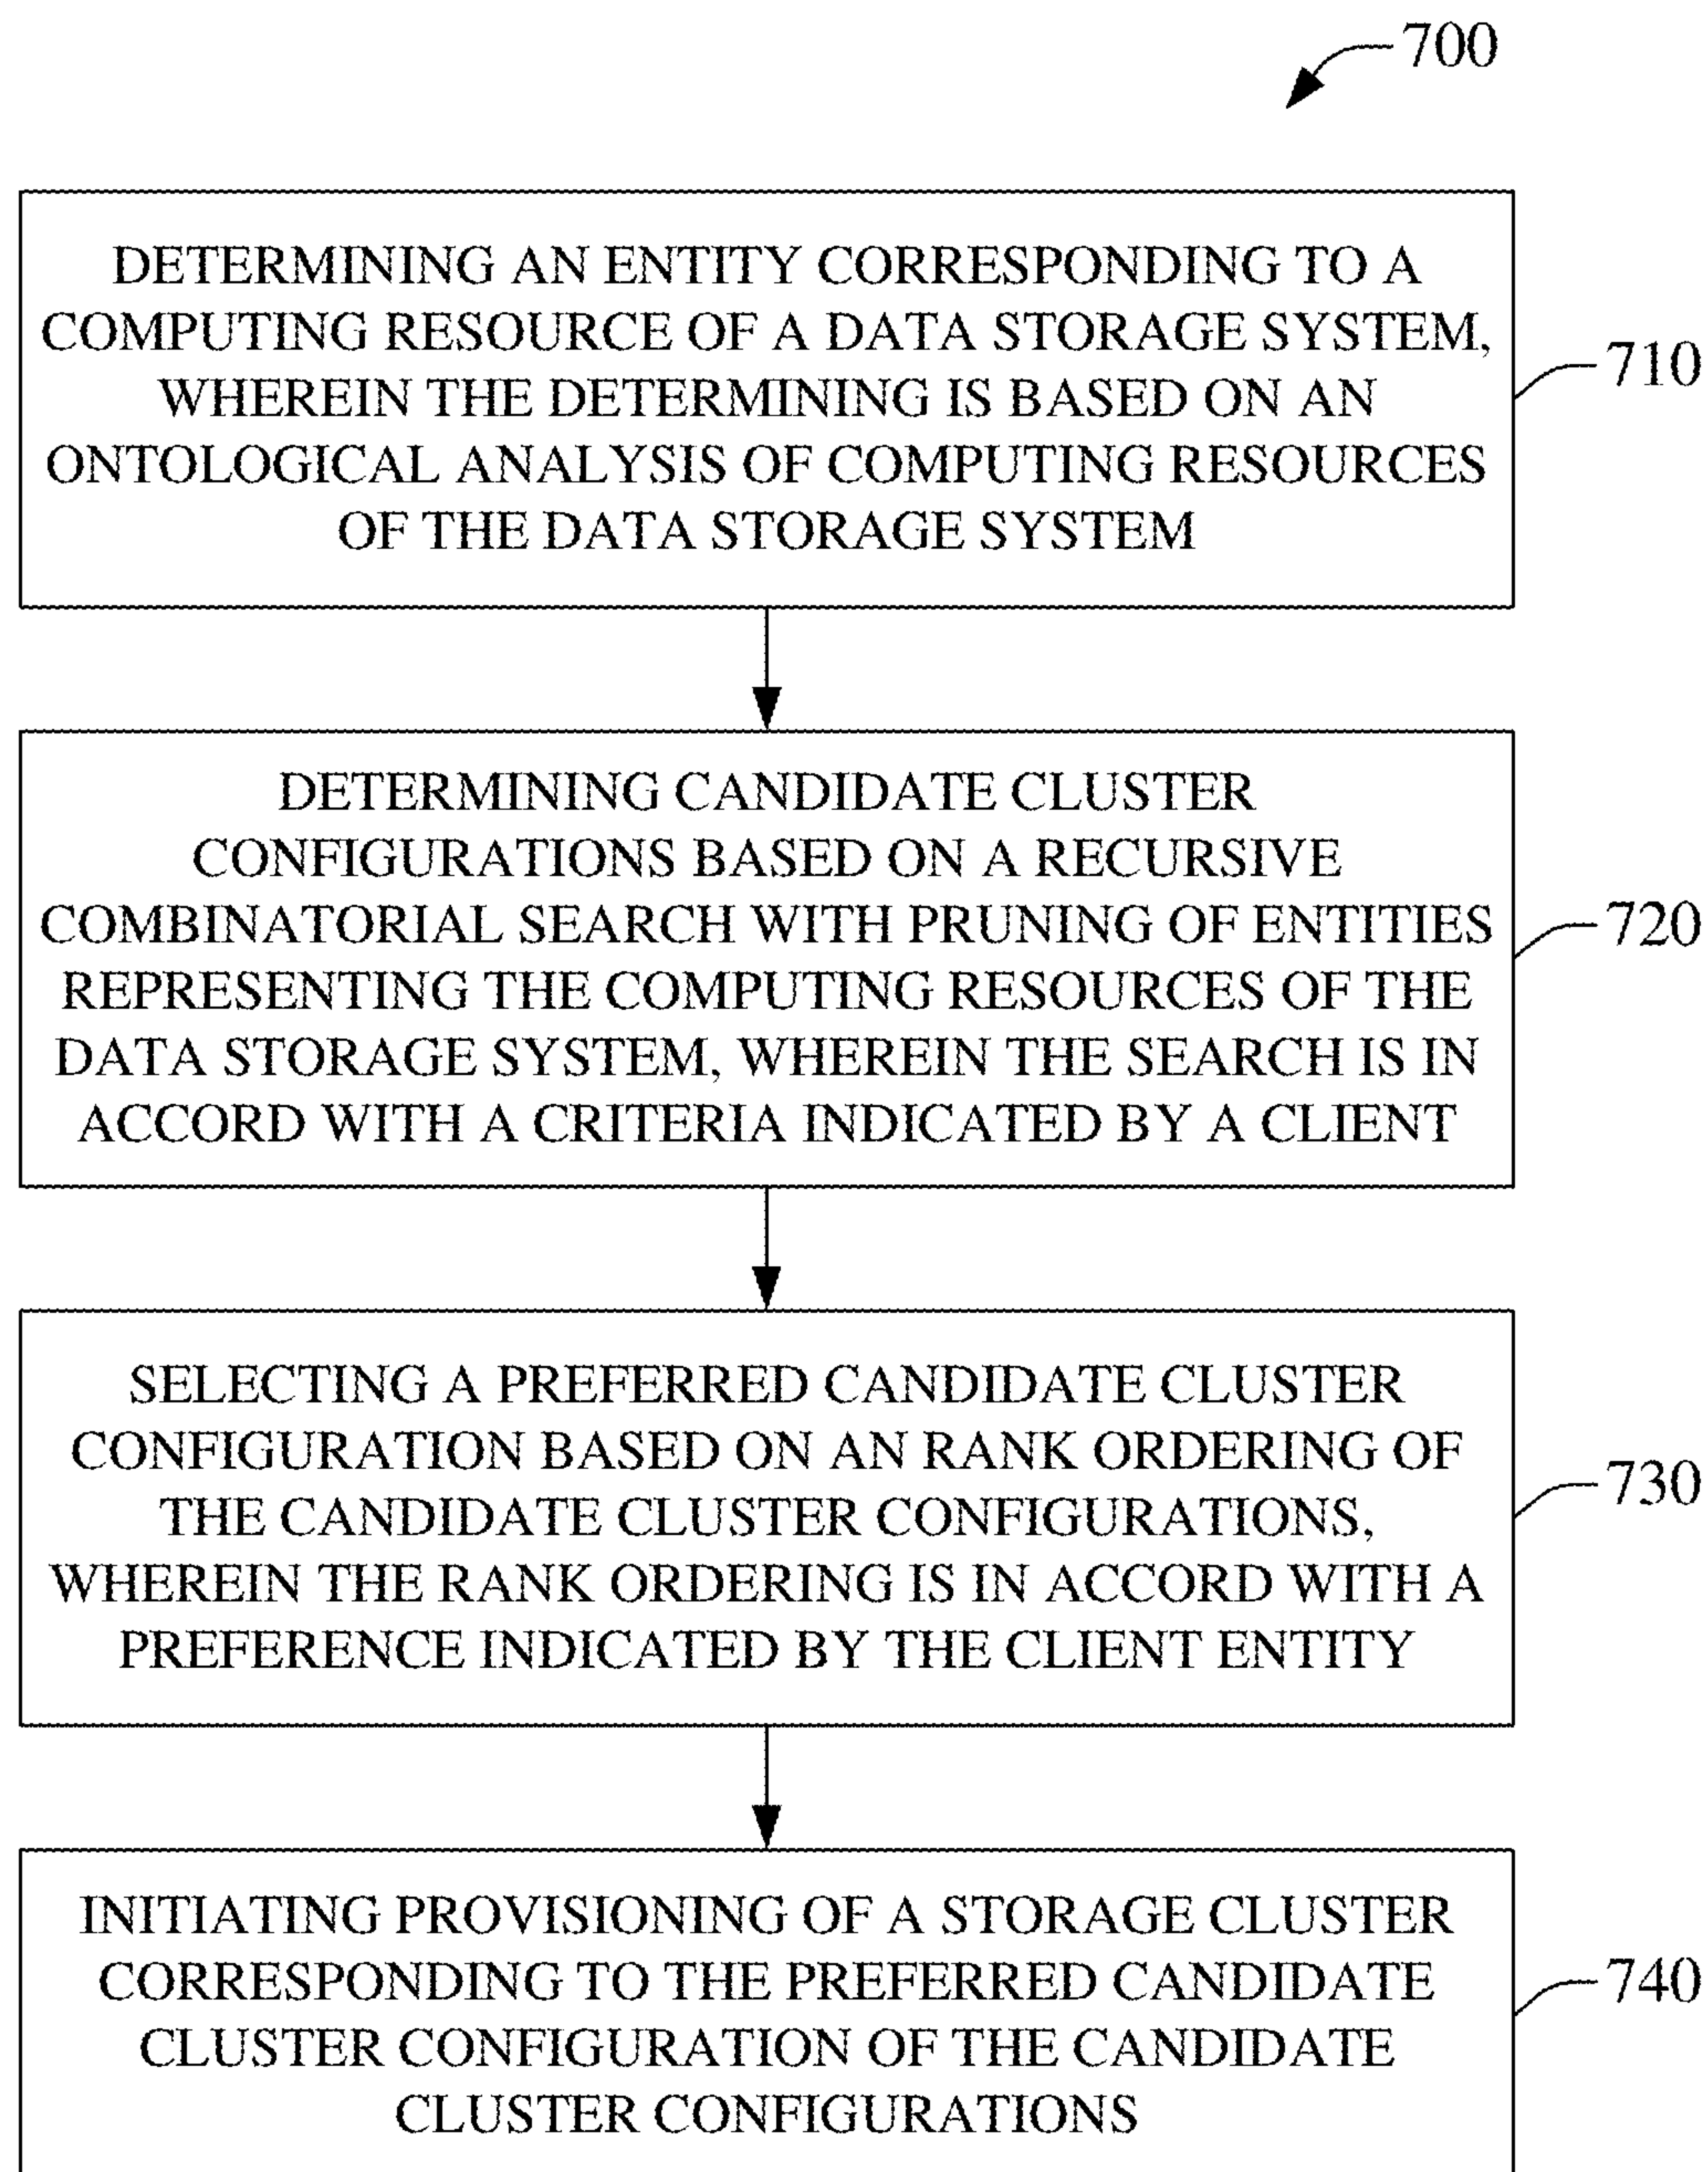 700
DETERMINING AN ENTITY CORRESPONDING TO A
COMPUTING RESOURCE OF A DATA STORAGE SYSTEM,
WHEREIN THE DETERMINING IS BASED ON AN
ONTOLOGICAL ANALYSIS OF COMPUTING RESOURCES
OF THE DATA STORAGE SYSTEM
710
DETERMINING CANDIDATE CLUSTER
CONFIGURATIONS BASED ON A RECURSIVE
COMBINATORIAL SEARCH WITH PRUNING OF ENTITIES
REPRESENTING THE COMPUTING RESOURCES OF THE
DATA STORAGE SYSTEM, WHEREIN THE SEARCH IS IN
ACCORD WITH A CRITERIA INDICATED BY A CLIENT
720
SELECTING A PREFERRED CANDIDATE CLUSTER
CONFIGURATION BASED ON AN RANK ORDERING OF
THE CANDIDATE CLUSTER CONFIGURATIONS,
WHEREIN THE RANK ORDERING IS IN ACCORD WITH A
PREFERENCE INDICATED BY THE CLIENT ENTITY
730
INITIATING PROVISIONING OF A STORAGE CLUSTER
CORRESPONDING TO THE PREFERRED CANDIDATE
CLUSTER CONFIGURATION OF THE CANDIDATE
CLUSTER CONFIGURATIONS
740